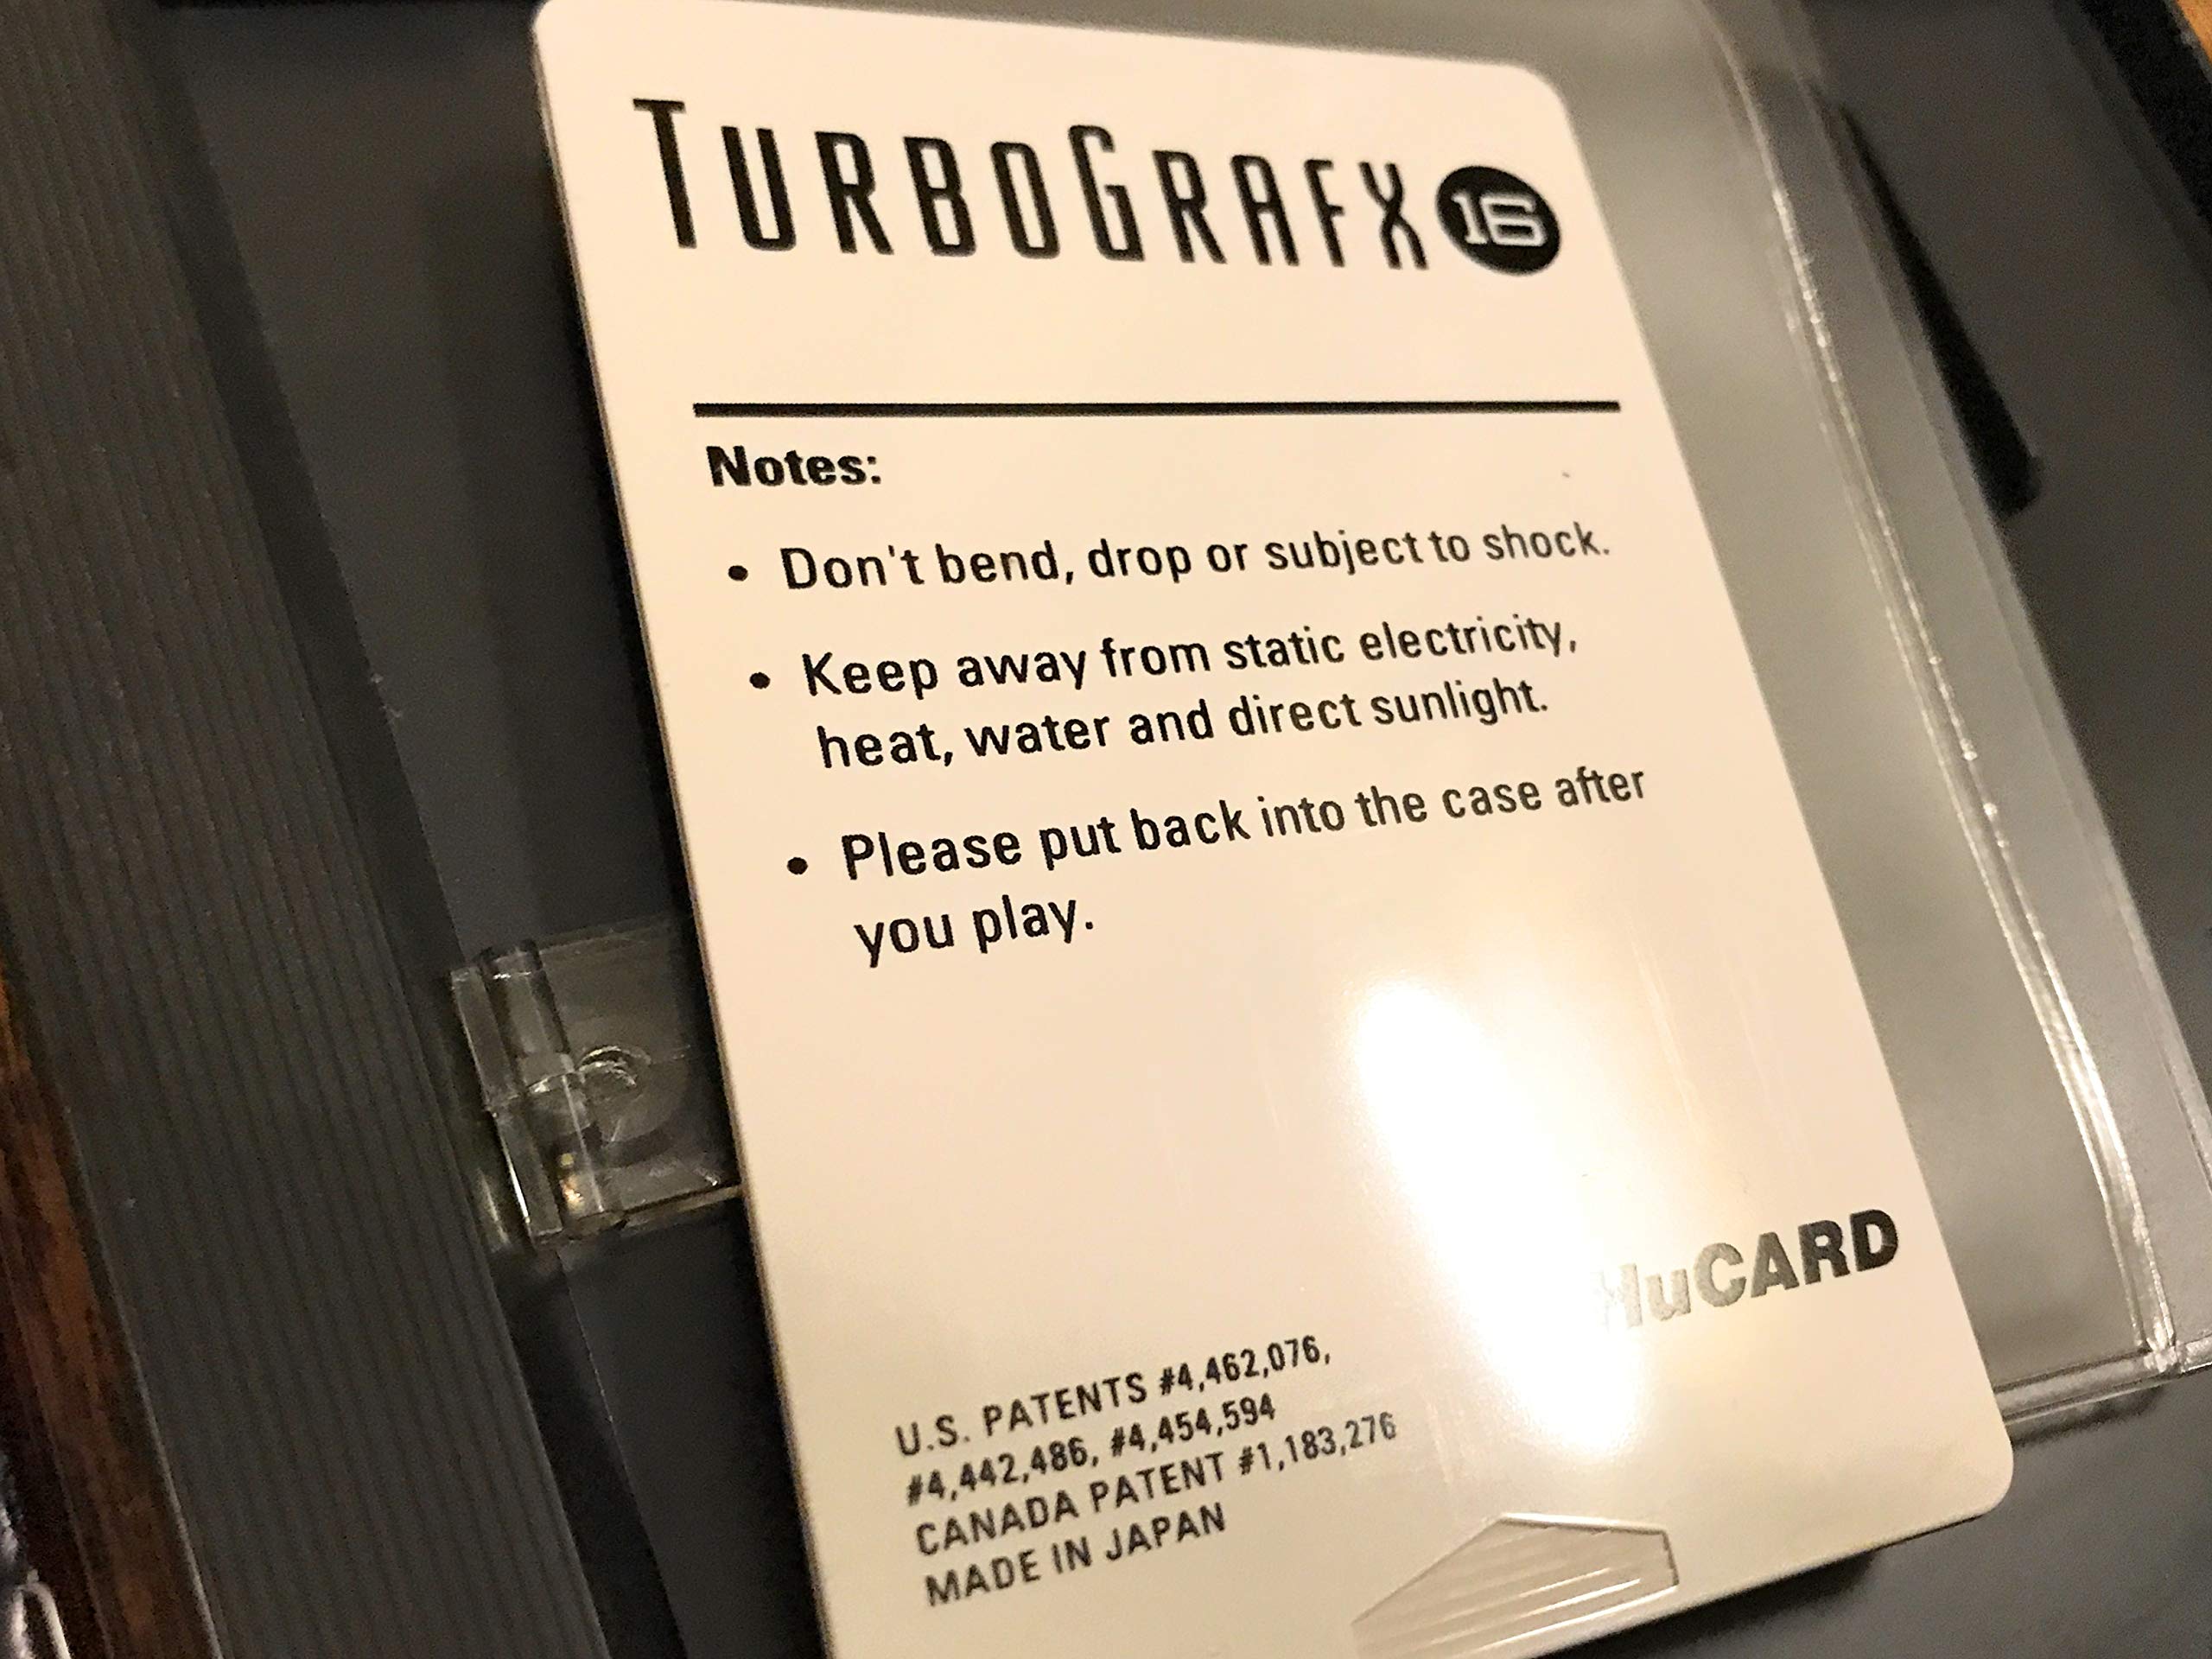 TURBOGRAFX 16
Notes:
• Don't bend, drop or subject to shock.
• Keep away from static electricity,
heat, water and direct sunlight.
• Please put back into the case after
you play.
HuCARD
U.S. PATENTS #4,462,076,
#4,442,486, #4,454,594
CANADA PATENT #1,183,276
MADE IN JAPAN